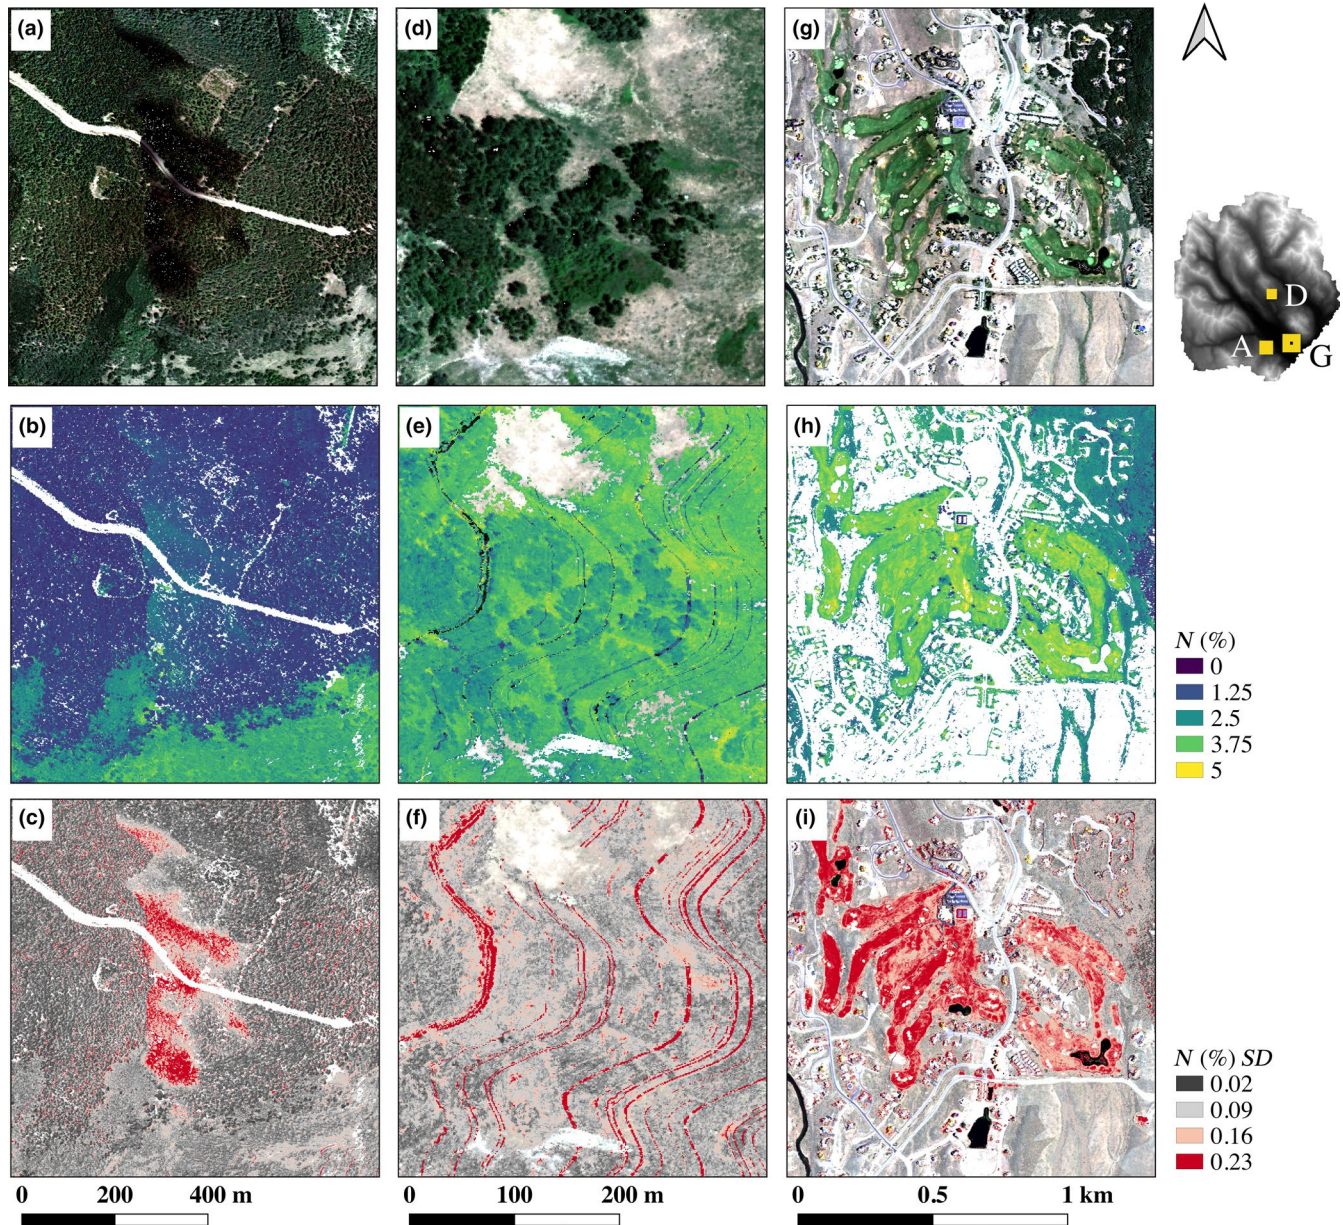 (a)
(d)
(g)
D
A
G
(b)
(e)
(h)
N (%)
0
1.25
2.5
3.75
5
(c)
(f)
(i)
N (%) SD
0.02
0.09
0.16
0.23
0 200 400 m
0 100 200 m
0 0.5 1 km